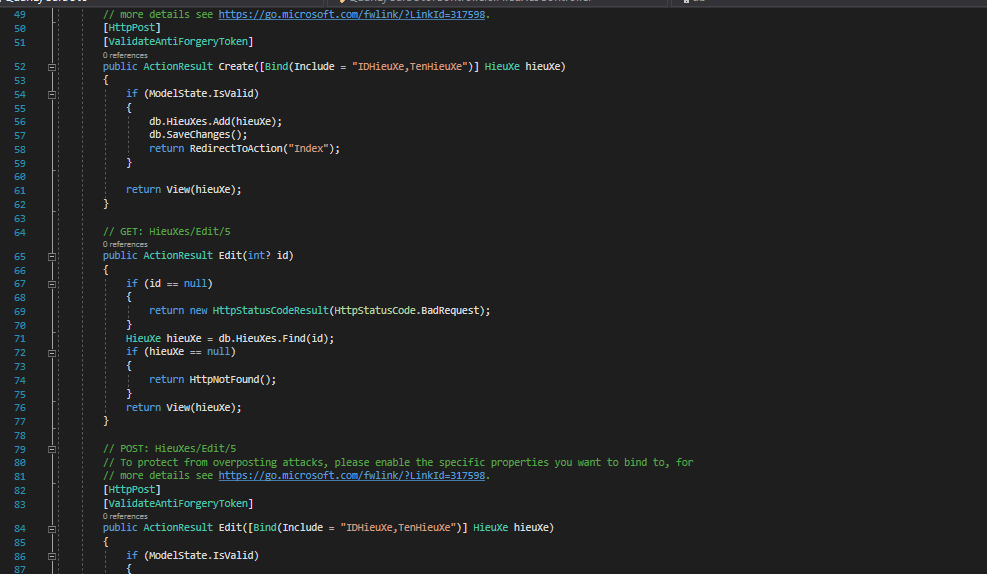 49 // more details see https://go.microsoft.com/fwlink/?LinkId=317598.
50 [HttpPost]
51 [ValidateAntiForgeryToken]
0 references
52 public ActionResult Create([Bind(Include = "IDHieuXe,TenHieuXe")] HieuXe hieuXe)
53 {
54 if (ModelState.IsValid)
55 {
56 db.HieuXes.Add(hieuXe);
57 db.SaveChanges();
58 return RedirectToAction("Index");
59 }
60
61 return View(hieuXe);
62 }
63
64 // GET: HieuXes/Edit/5
0 references
65 public ActionResult Edit(int? id)
66 {
67 if (id == null)
68 {
69 return new HttpStatusCodeResult(HttpStatusCode.BadRequest);
70 }
71 HieuXe hieuXe = db.HieuXes.Find(id);
72 if (hieuXe == null)
73 {
74 return HttpNotFound();
75 }
76 return View(hieuXe);
77 }
78
79 // POST: HieuXes/Edit/5
80 // To protect from overposting attacks, please enable the specific properties you want to bind to, for
81 // more details see https://go.microsoft.com/fwlink/?LinkId=317598.
82 [HttpPost]
83 [ValidateAntiForgeryToken]
0 references
84 public ActionResult Edit([Bind(Include = "IDHieuXe,TenHieuXe")] HieuXe hieuXe)
85 {
86 if (ModelState.IsValid)
87 {